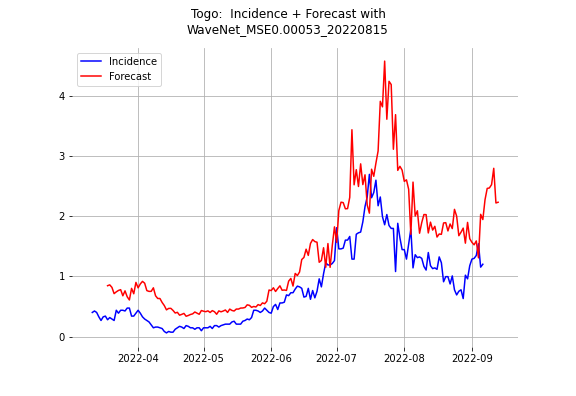 Togo:  Incidence + Forecast with
WaveNet_MSE0.00053_20220815
Incidence
Forecast
4
3
2
1
0
2022-04 2022-05 2022-06 2022-07 2022-08 2022-09